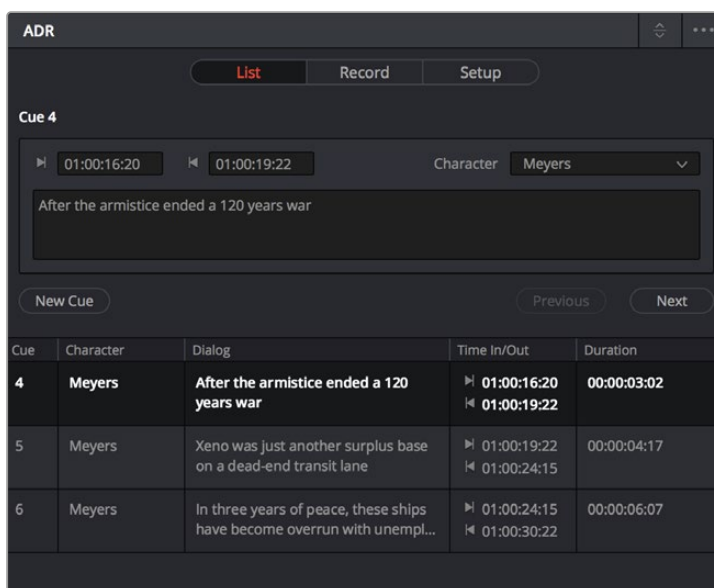 ADR
List Record Setup
Cue 4
01:00:16:20 01:00:19:22 Character Meyers
After the armistice ended a 120 years war
New Cue Previous Next
Cue Character Dialog Time In/Out Duration
4 Meyers After the armistice ended a 120 01:00:16:20 00:00:03:02
years war 01:00:19:22
5 Meyers Xeno was just another surplus base 01:00:19:22 00:00:04:17
on a dead-end transit lane 01:00:24:15
6 Meyers In three years of peace, these ships 01:00:24:15 00:00:06:07
have become overrun with unempl... 01:00:30:22